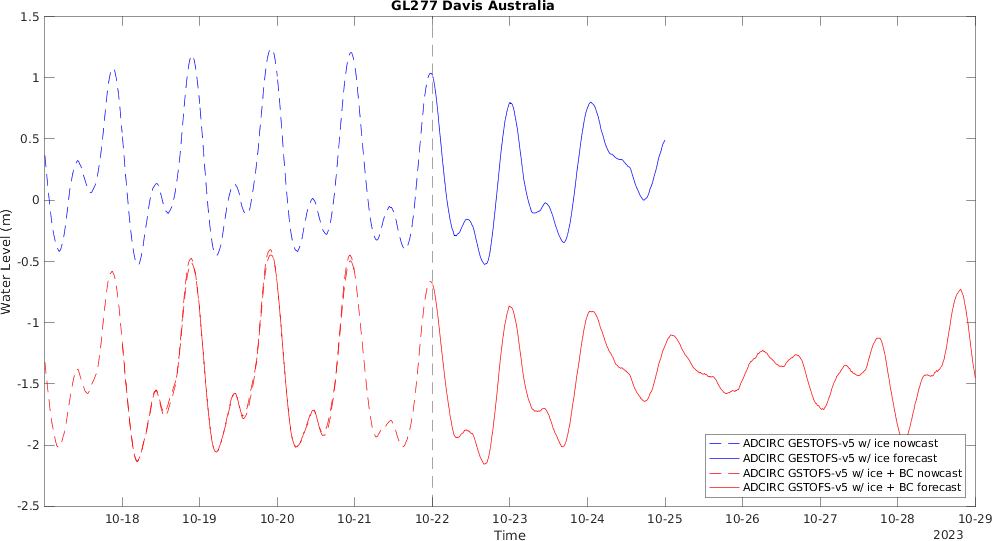 GL277 Davis Australia
1.5
1
0.5
0
-0.5
-1
-1.5
-2
-2.5
Water Level (m)
ADCIRC GESTOFS-v5 w/ ice nowcast
ADCIRC GESTOFS-v5 w/ ice forecast
ADCIRC GSTOFS-v5 w/ ice + BC nowcast
ADCIRC GSTOFS-v5 w/ ice + BC forecast
10-18 10-19 10-20 10-21 10-22 10-23 10-24 10-25 10-26 10-27 10-28 10-29
Time
2023